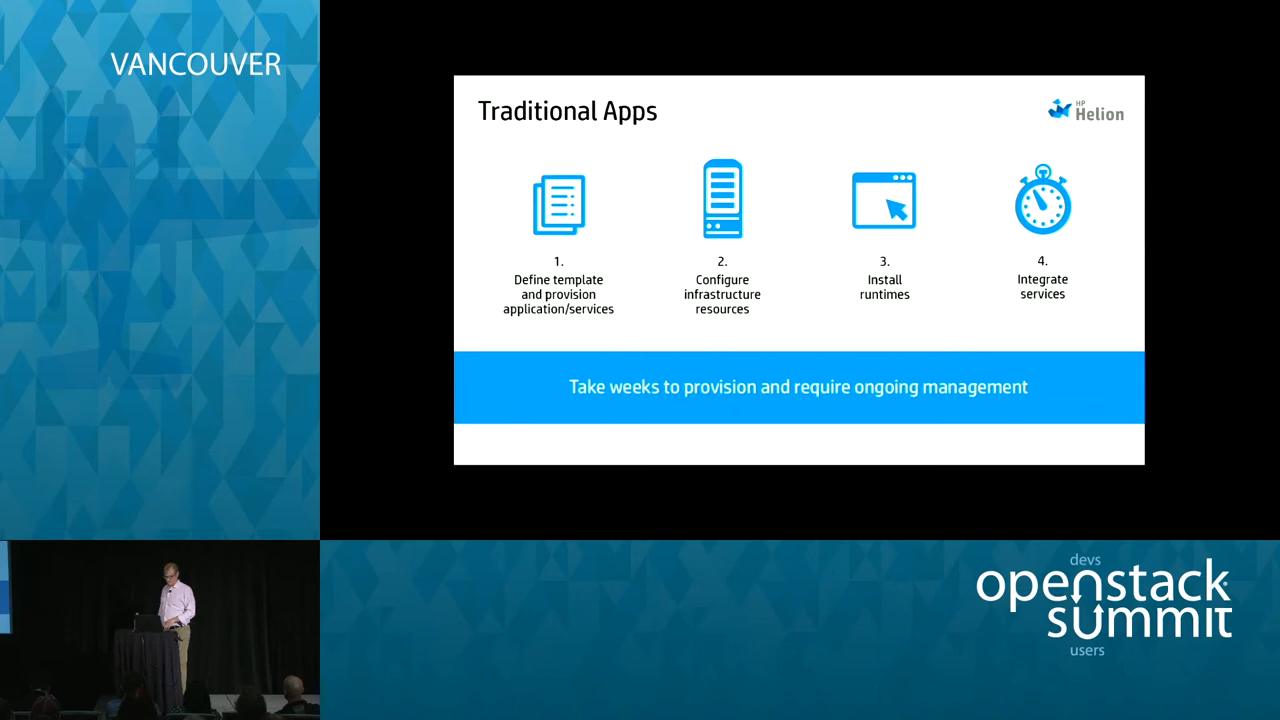 VANCOUVER
Traditional Apps
HP
Helion
1.
Define template
and provision
application/services
2.
Configure
infrastructure
resources
3.
Install
runtimes
4.
Integrate
services
Take weeks to provision and require ongoing management
devs
openstack
summit
users